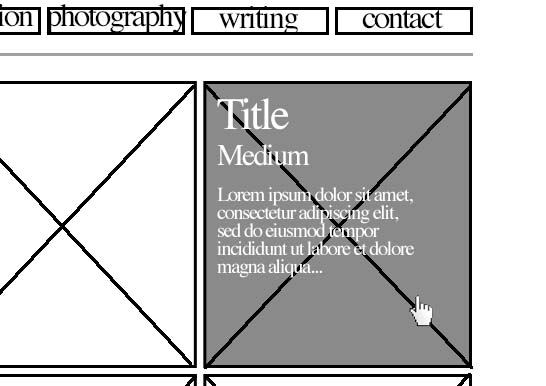 ion photography writing contact
Title
Medium
Lorem ipsum dolor sit amet,
consectetur adipiscing elit,
sed do eiusmod tempor
incididunt ut labore et dolore
magna aliqua...